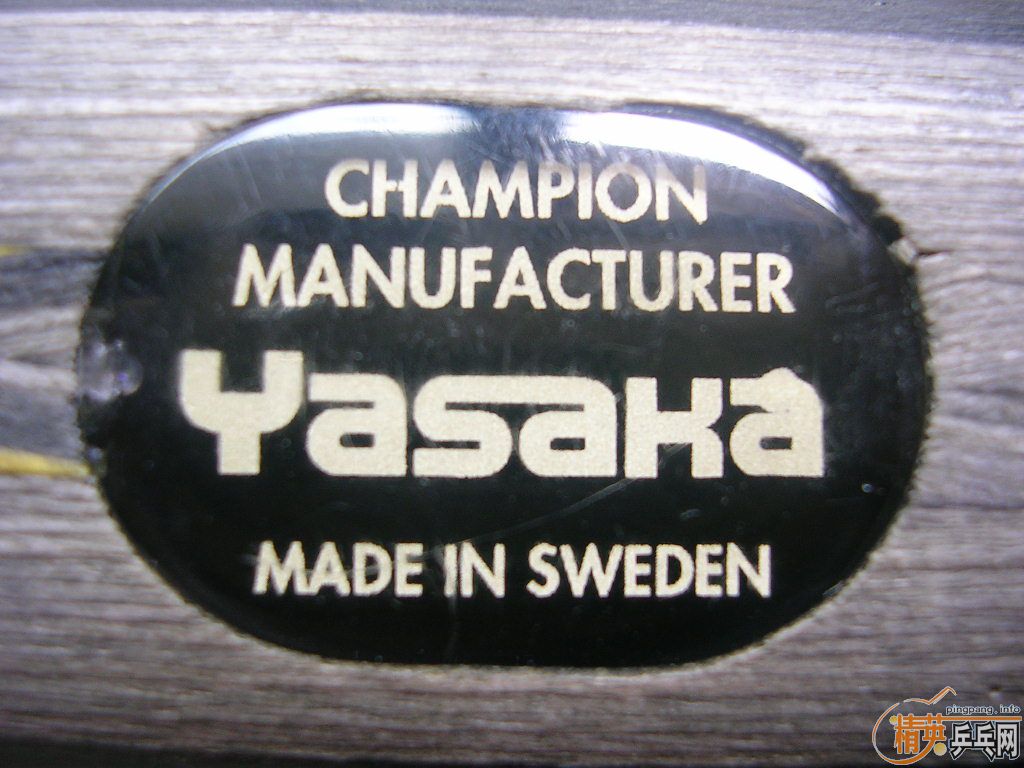 CHAMPION
MANUFACTURER
Yasaka
MADE IN SWEDEN
pingpang.info
精英乒乓网